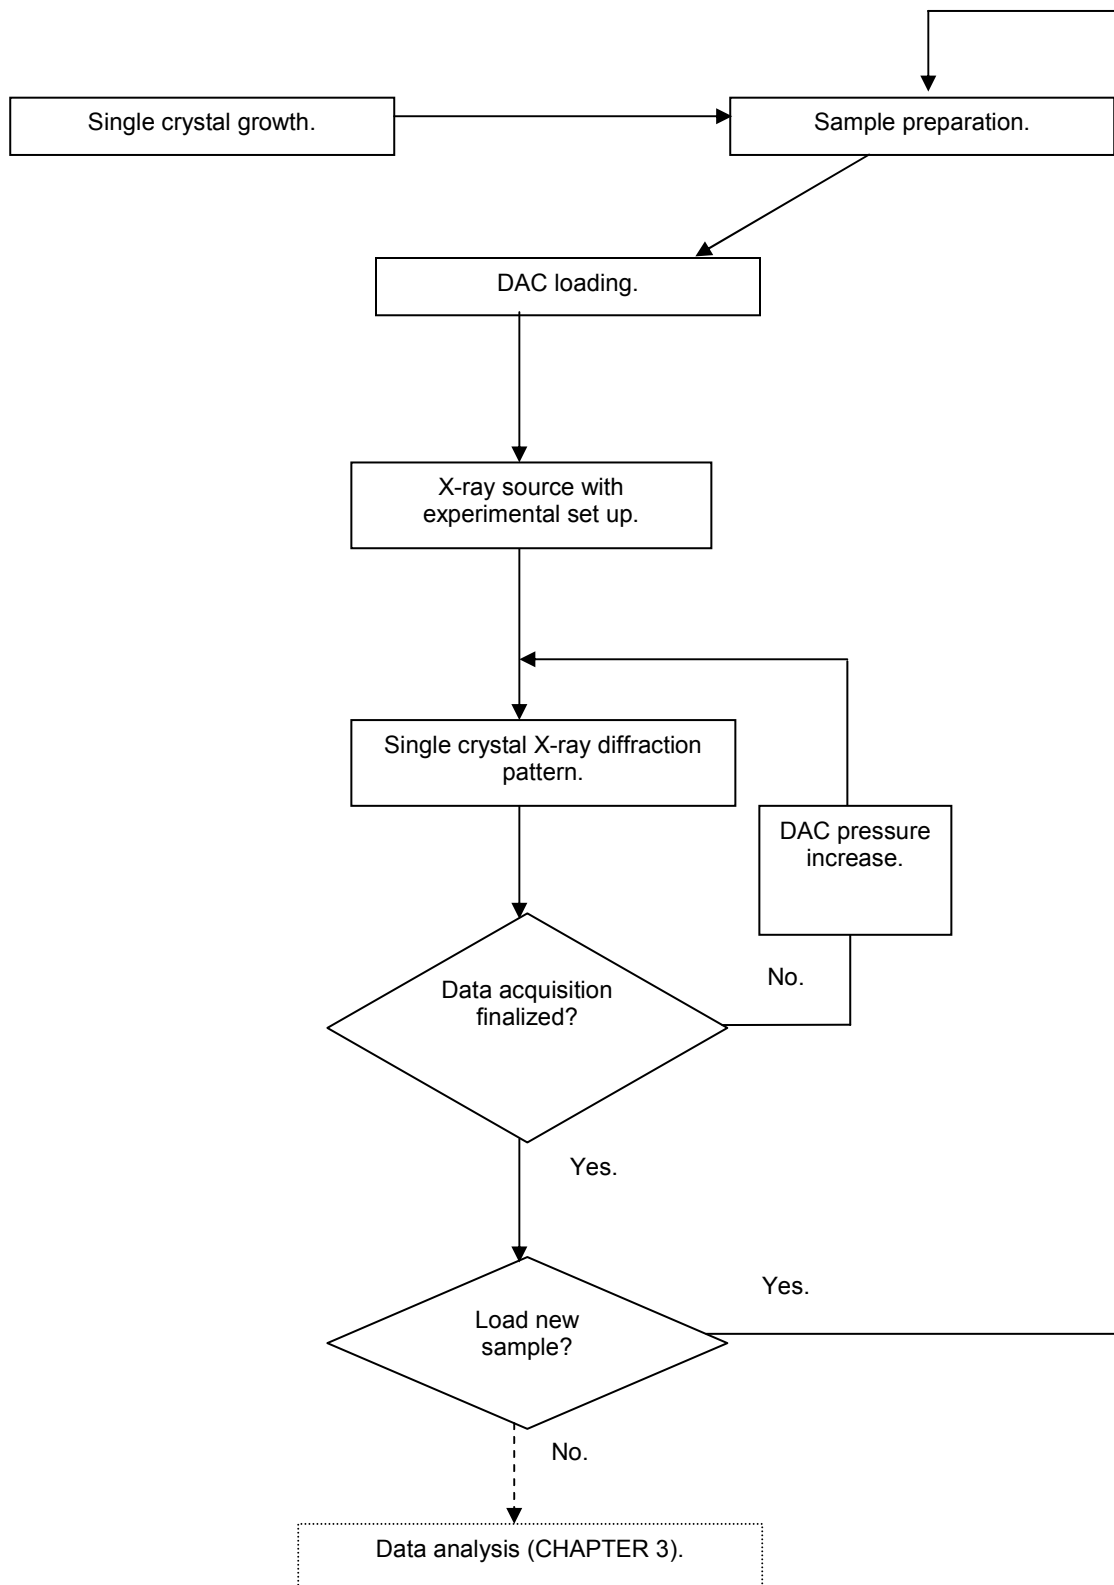 Single crystal growth.
Sample preparation.
DAC loading.
X-ray source with
experimental set up.
Single crystal X-ray diffraction
pattern.
DAC pressure
increase.
No.
Data acquisition
finalized?
Yes.
Yes.
Load new
sample?
No.
Data analysis (CHAPTER 3).